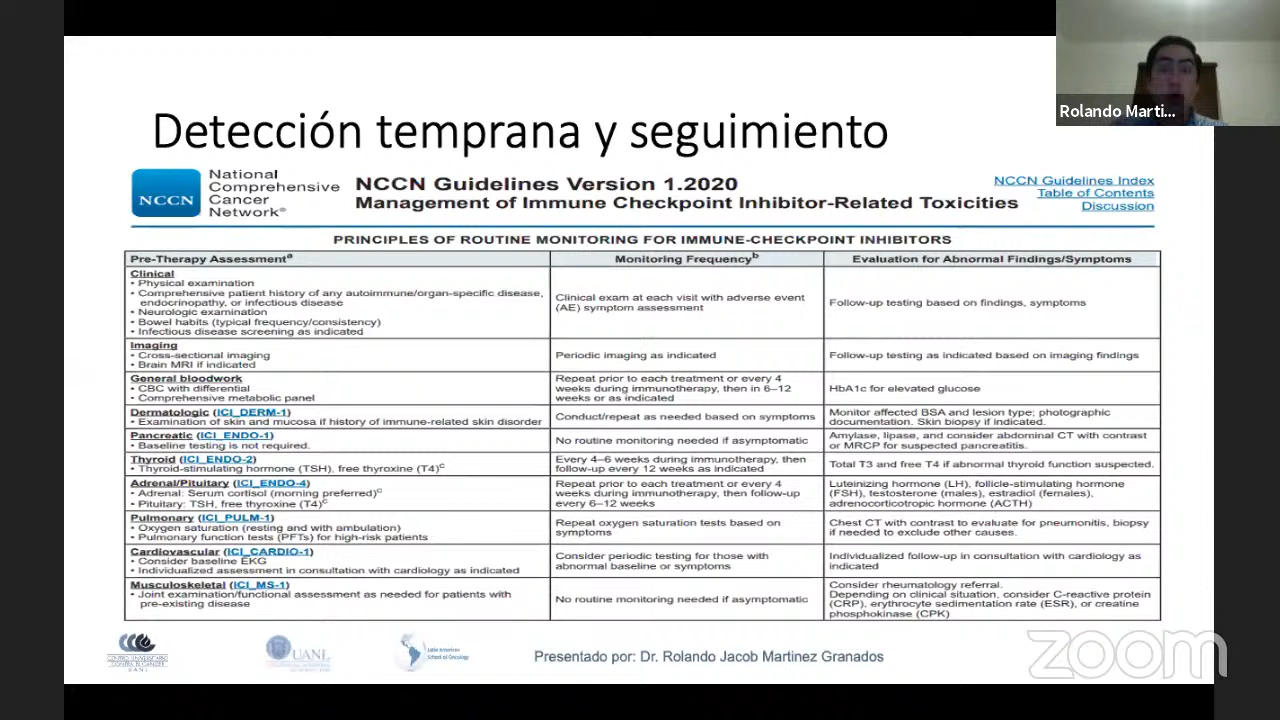 Rolando Marti...
Detección temprana y seguimiento
NCCN
National
Comprehensive
Cancer
Network®
NCCN Guidelines Version 1.2020
Management of Immune Checkpoint Inhibitor-Related Toxicities
NCCN Guidelines Index
Table of Contents
Discussion
PRINCIPLES OF ROUTINE MONITORING FOR IMMUNE-CHECKPOINT INHIBITORS
Pre-Therapy Assessmentᵃ
Monitoring Frequencyᵇ
Evaluation for Abnormal Findings/Symptoms
Clinical
• Physical examination
• Comprehensive patient history of any autoimmune/organ-specific disease,
endocrinopathy, or infectious disease
• Neurologic examination
• Bowel habits (typical frequency/consistency)
• Infectious disease screening as indicated
Clinical exam at each visit with adverse event
(AE) symptom assessment
Follow-up testing based on findings, symptoms
Imaging
• Cross-sectional imaging
• Brain MRI if indicated
Periodic imaging as indicated
Follow-up testing as indicated based on imaging findings
General bloodwork
• CBC with differential
• Comprehensive metabolic panel
Repeat prior to each treatment or every 4
weeks during immunotherapy, then in 6–12
weeks or as indicated
HbA1c for elevated glucose
Dermatologic (ICI_DERM-1)
• Examination of skin and mucosa if history of immune-related skin disorder
Conduct/repeat as needed based on symptoms
Monitor affected BSA and lesion type; photographic
documentation. Skin biopsy if indicated.
Pancreatic (ICI_ENDO-1)
• Baseline testing is not required.
No routine monitoring needed if asymptomatic
Amylase, lipase, and consider abdominal CT with contrast
or MRCP for suspected pancreatitis.
Thyroid (ICI_ENDO-2)
• Thyroid-stimulating hormone (TSH), free thyroxine (T4)ᶜ
Every 4–6 weeks during immunotherapy, then
follow-up every 12 weeks as indicated
Total T3 and free T4 if abnormal thyroid function suspected.
Adrenal/Pituitary (ICI_ENDO-4)
• Adrenal: Serum cortisol (morning preferred)ᶜ
• Pituitary: TSH, free thyroxine (T4)ᶜ
Repeat prior to each treatment or every 4
weeks during immunotherapy, then follow-up
every 6–12 weeks
Luteinizing hormone (LH), follicle-stimulating hormone
(FSH), testosterone (males), estradiol (females),
adrenocorticotropic hormone (ACTH)
Pulmonary (ICI_PULM-1)
• Oxygen saturation (resting and with ambulation)
• Pulmonary function tests (PFTs) for high-risk patients
Repeat oxygen saturation tests based on
symptoms
Chest CT with contrast to evaluate for pneumonitis, biopsy
if needed to exclude other causes.
Cardiovascular (ICI_CARDIO-1)
• Consider baseline EKG
• Individualized assessment in consultation with cardiology as indicated
Consider periodic testing for those with
abnormal baseline or symptoms
Individualized follow-up in consultation with cardiology as
indicated
Musculoskeletal (ICI_MS-1)
• Joint examination/functional assessment as needed for patients with
pre-existing disease
No routine monitoring needed if asymptomatic
Consider rheumatology referral.
Depending on clinical situation, consider C-reactive protein
(CRP), erythrocyte sedimentation rate (ESR), or creatine
phosphokinase (CPK)
CENTRO UNIVERSITARIO
CONTRA EL CÁNCER
UANL
UANL
Latin American
School of Oncology
Presentado por: Dr. Rolando Jacob Martinez Granados
zoom